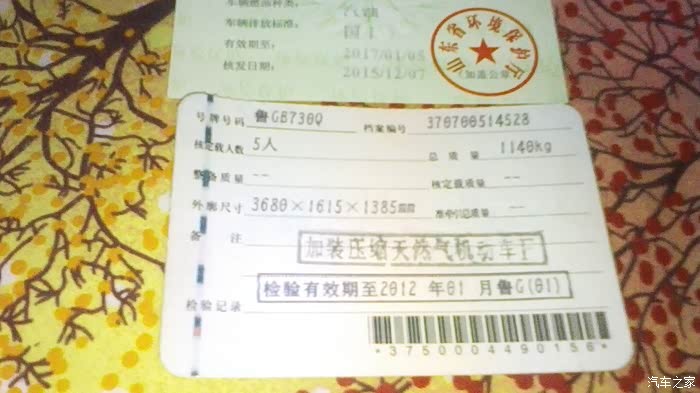 车辆燃油种类： 汽油
车辆排放标准： 国Ⅰ
有效期至： 2017/01/05
核发日期： 2015/12/07
山东省环境保护厅
加盖公章
号牌号码 鲁GB730Q 档案编号 370700514528
核定载人数 5人 总质量 1140kg
整备质量 -- 核定载质量 --
外廓尺寸 3680×1615×1385 准牵引总质量 --
备注 加装压缩天然气机动车
检验记录 检验有效期至2012 年01 月鲁G(01)
*3750004490156*
汽车之家